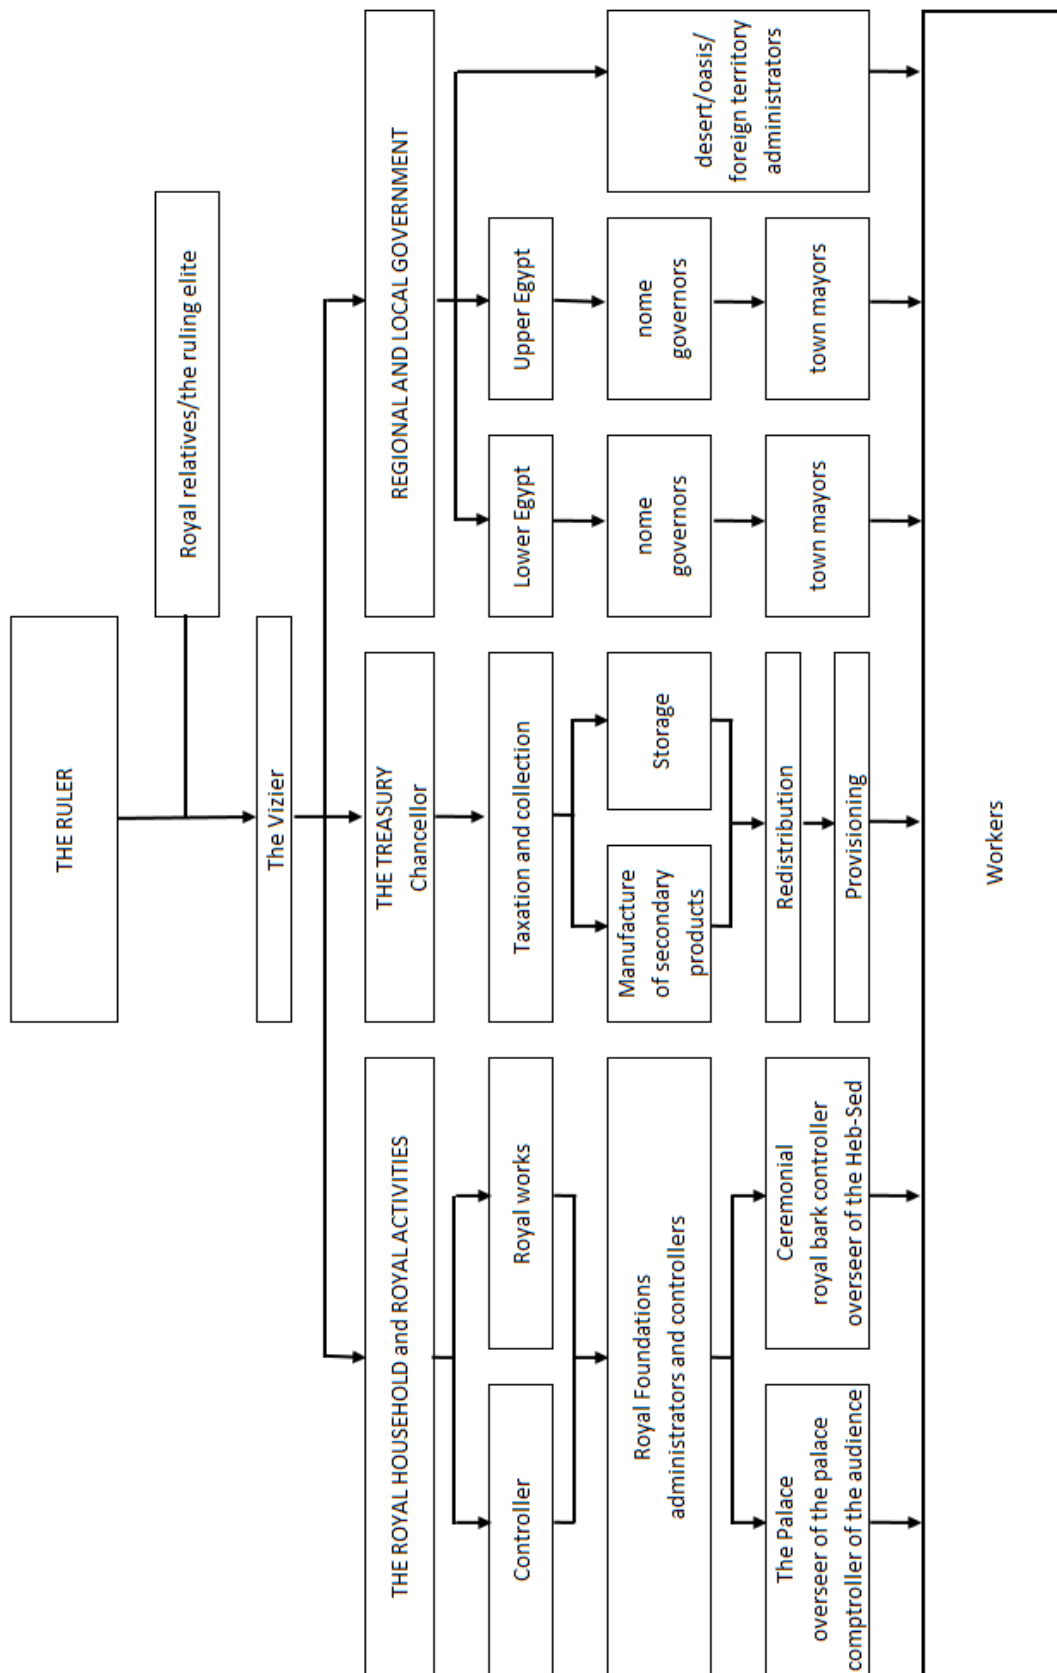 THE RULER
Royal relatives/the ruling elite
The Vizier
THE ROYAL HOUSEHOLD and ROYAL ACTIVITIES
THE TREASURY
Chancellor
REGIONAL AND LOCAL GOVERNMENT
Controller
Royal works
Taxation and collection
Lower Egypt
Upper Egypt
Royal Foundations
administrators and controllers
Manufacture
of secondary
products
Storage
nome
governors
nome
governors
desert/oasis/
foreign territory
administrators
The Palace
overseer of the palace
comptroller of the audience
Ceremonial
royal bark controller
overseer of the Heb-Sed
Redistribution
Provisioning
town mayors
town mayors
Workers